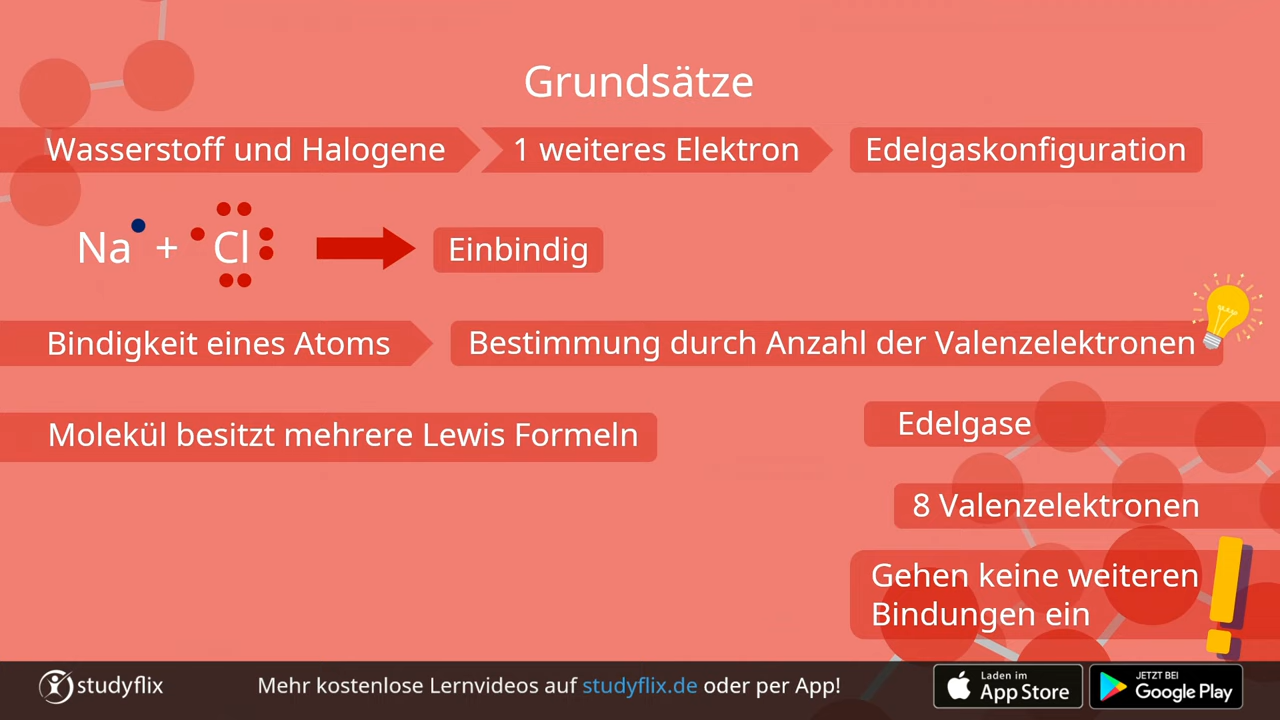 Grundsätze
Wasserstoff und Halogene
1 weiteres Elektron
Edelgaskonfiguration
Na + Cl
Einbindig
Bindigkeit eines Atoms
Bestimmung durch Anzahl der Valenzelektronen
Molekül besitzt mehrere Lewis Formeln
Edelgase
8 Valenzelektronen
Gehen keine weiteren
Bindungen ein
studyflix
Mehr kostenlose Lernvideos auf studyflix.de oder per App!
Laden im
App Store
JETZT BEI
Google Play